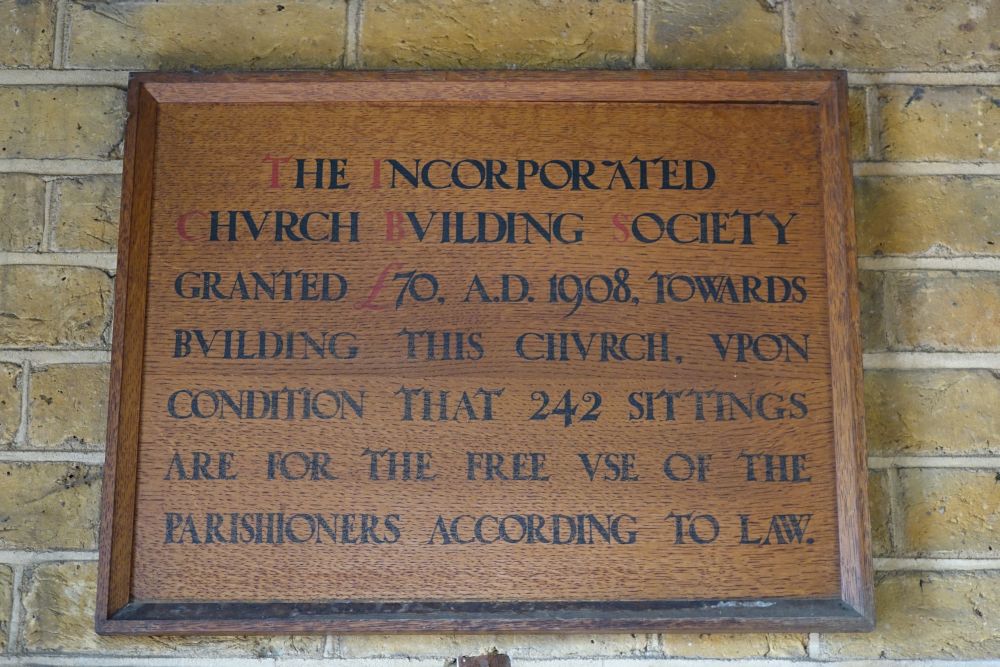 THE INCORPORATED
CHVRCH BVILDING SOCIETY
GRANTED £70, A.D. 1908, TOWARDS
BVILDING THIS CHVRCH, VPON
CONDITION THAT 242 SITTINGS
ARE FOR THE FREE VSE OF THE
PARISHIONERS ACCORDING TO LAW.